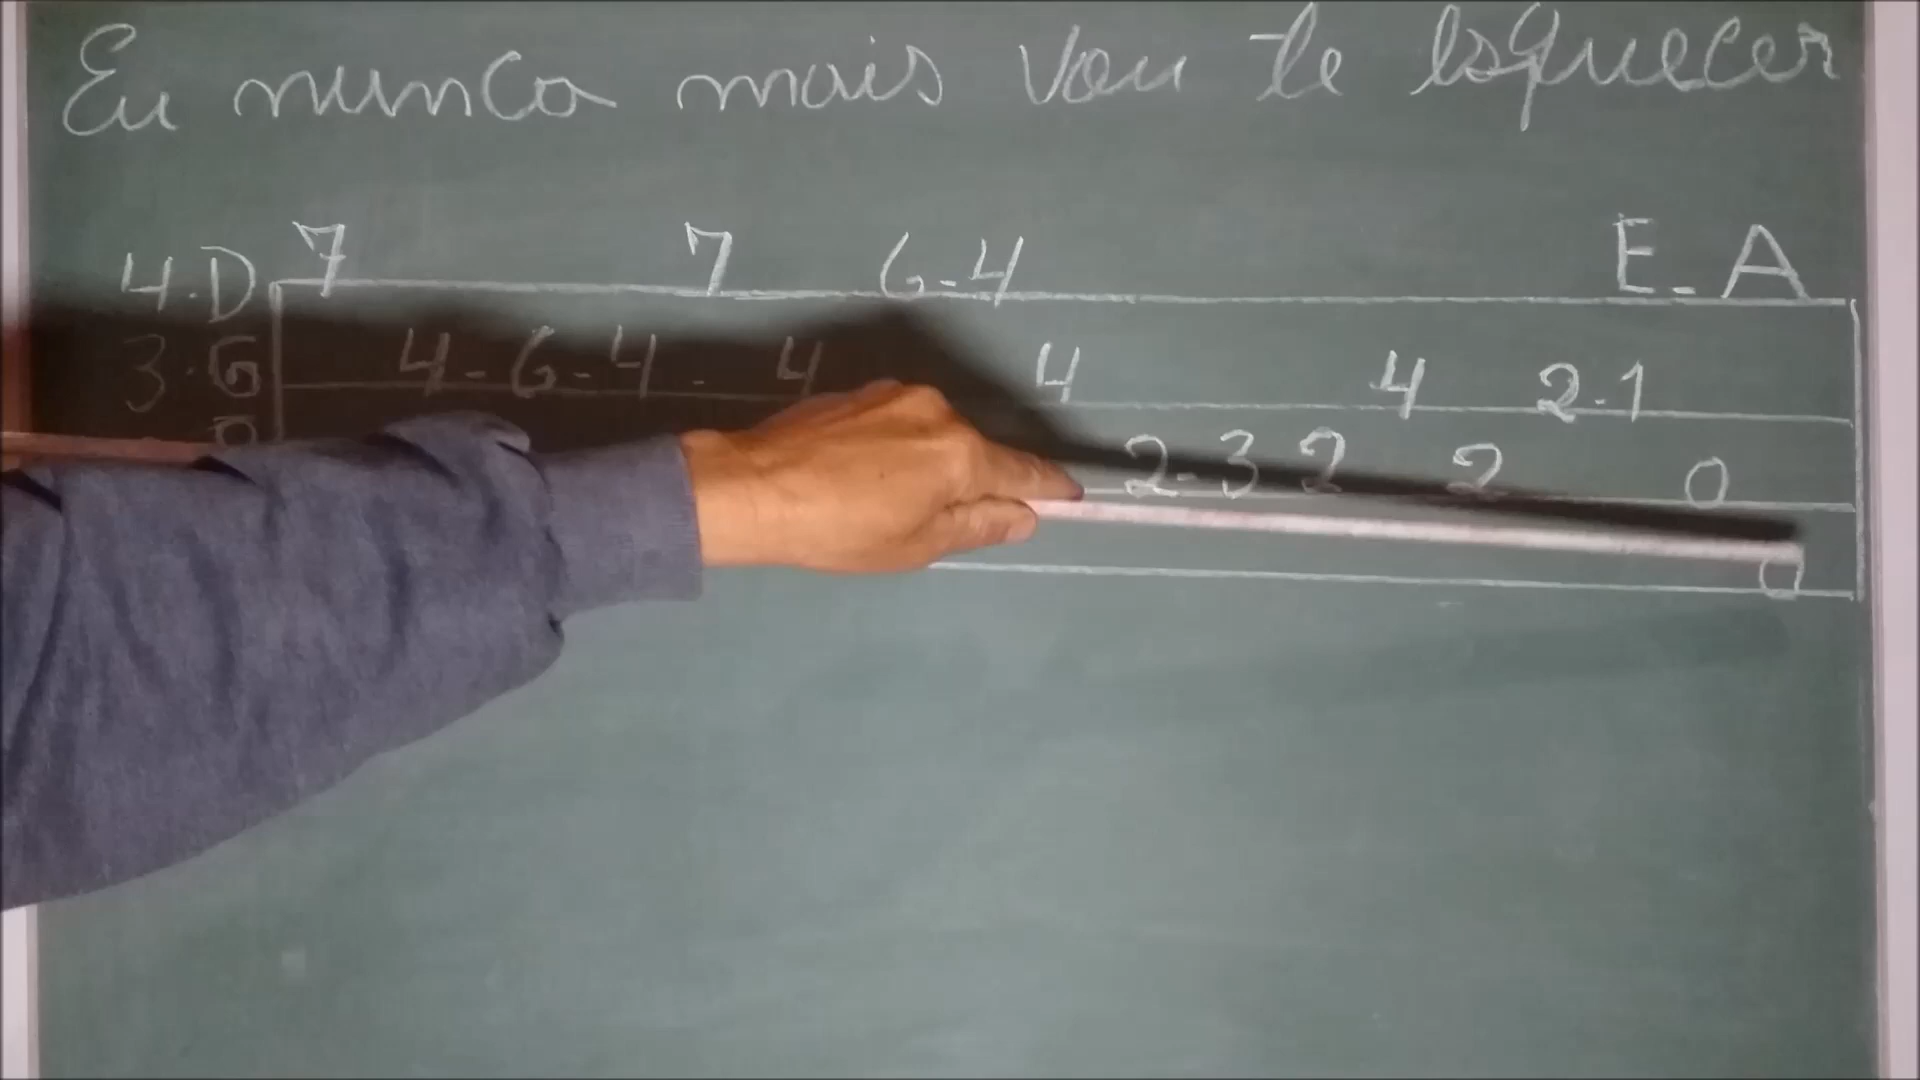 Eu nunca mais vou te esquecer
4.D 7 7 6-4 E-A
3.G 4-6-4-4 4 4 2-1
2-3 2 2 0
0